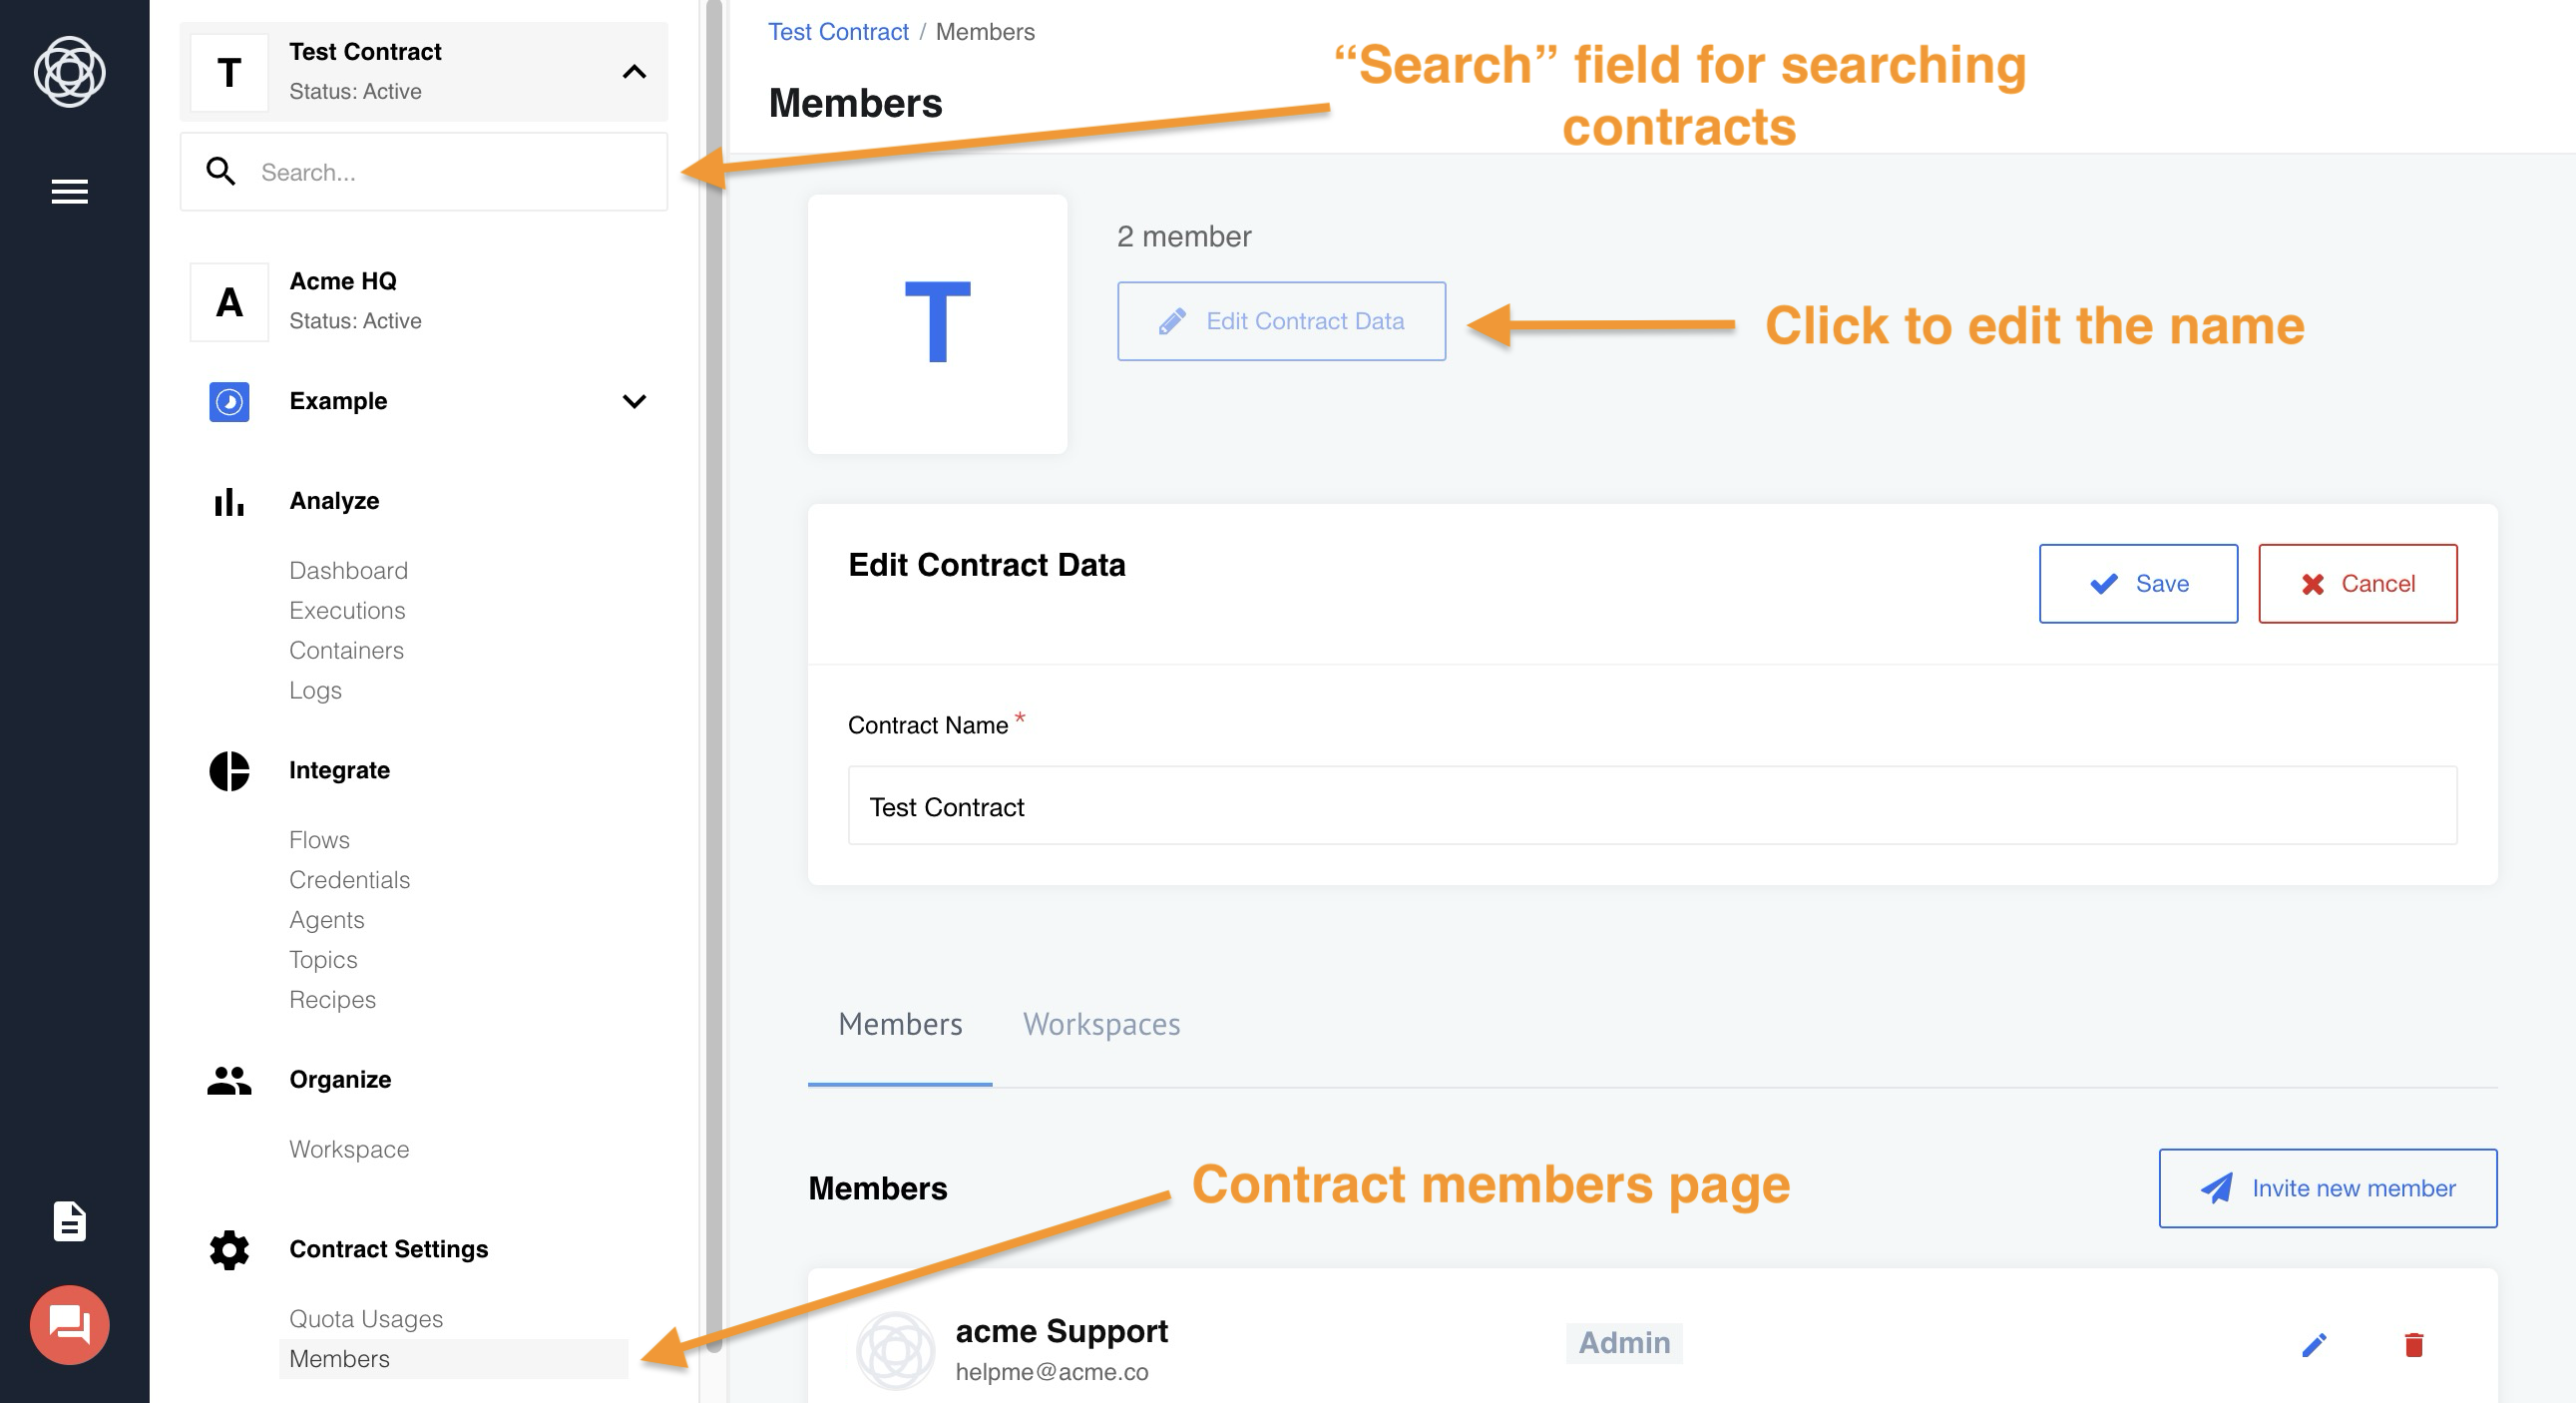 T
Test Contract
Status: Active
Search...
A
Acme HQ
Status: Active
Example
Analyze
Dashboard
Executions
Containers
Logs
Integrate
Flows
Credentials
Agents
Topics
Recipes
Organize
Workspace
Contract Settings
Quota Usages
Members
Test Contract / Members
Members
“Search” field for searching
contracts
T
2 member
Edit Contract Data
Click to edit the name
Edit Contract Data
Save
Cancel
Contract Name *
Test Contract
Members
Workspaces
Members
Contract members page
Invite new member
acme Support
helpme@acme.co
Admin